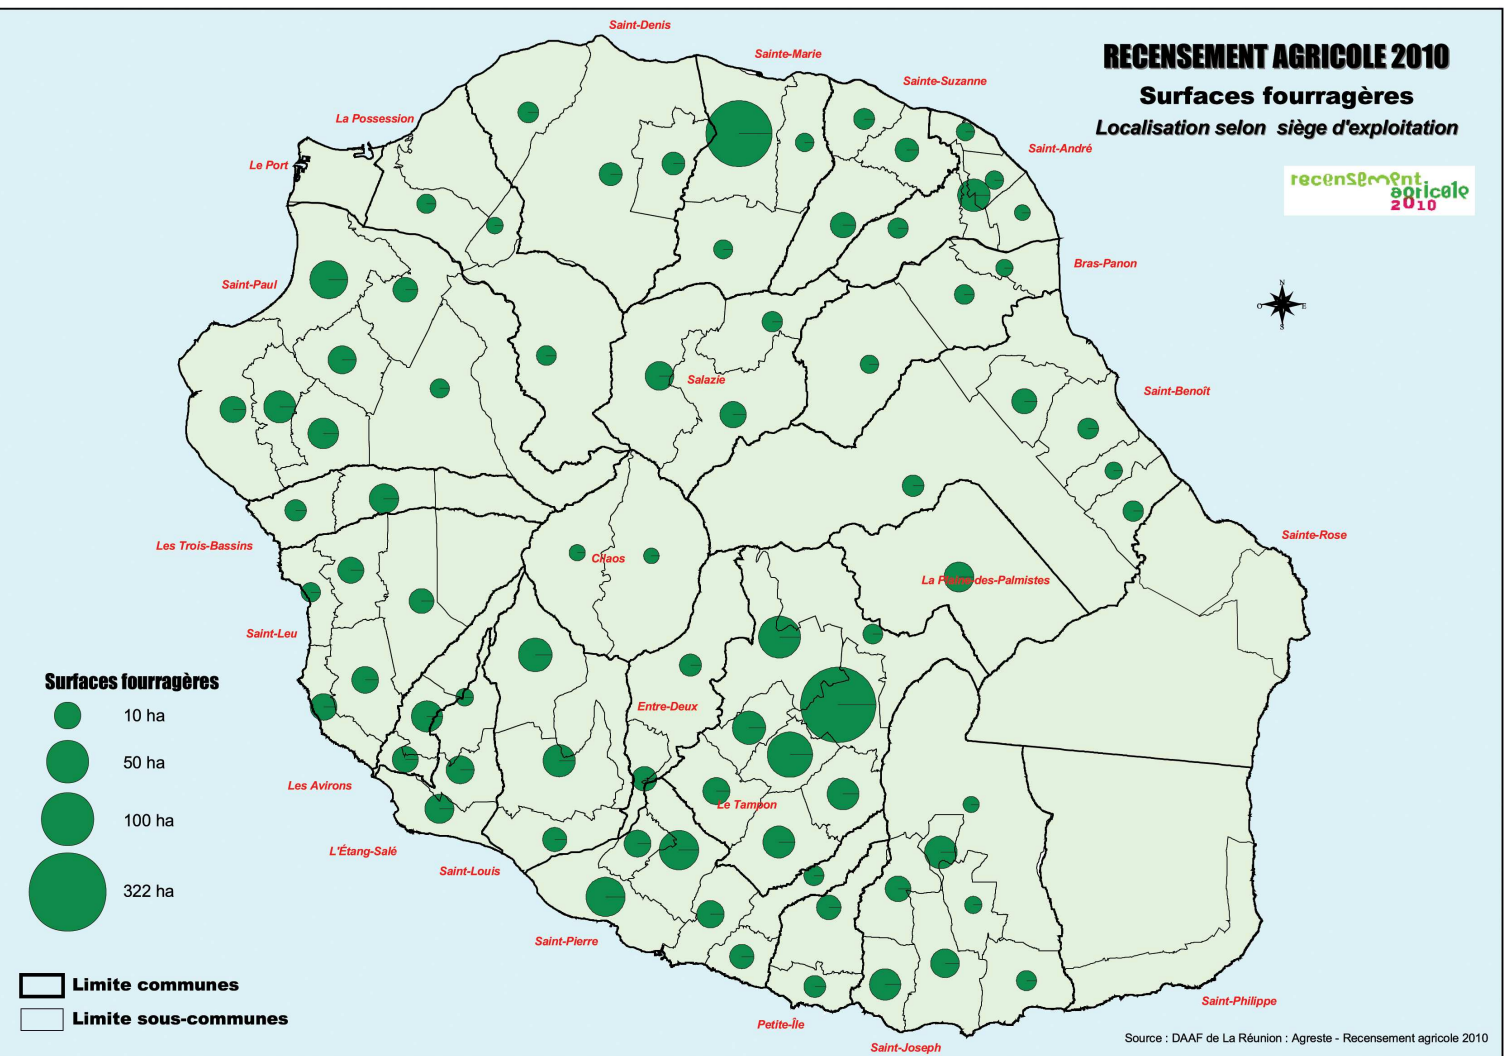 RECENSEMENT AGRICOLE 2010
Surfaces fourragères
Localisation selon siège d'exploitation
recensement
agricole
2010
Saint-Denis
Sainte-Marie
Sainte-Suzanne
La Possession
Le Port
Saint-André
Bras-Panon
Saint-Paul
N
O
E
S
Salazie
Saint-Benoît
Les Trois-Bassins
Cilaos
Sainte-Rose
La Plaine-des-Palmistes
Saint-Leu
Entre-Deux
Les Avirons
Le Tampon
L'Étang-Salé
Saint-Louis
Saint-Pierre
Petite-Île
Saint-Joseph
Saint-Philippe
Surfaces fourragères
10 ha
50 ha
100 ha
322 ha
Limite communes
Limite sous-communes
Source : DAAF de La Réunion : Agreste - Recensement agricole 2010